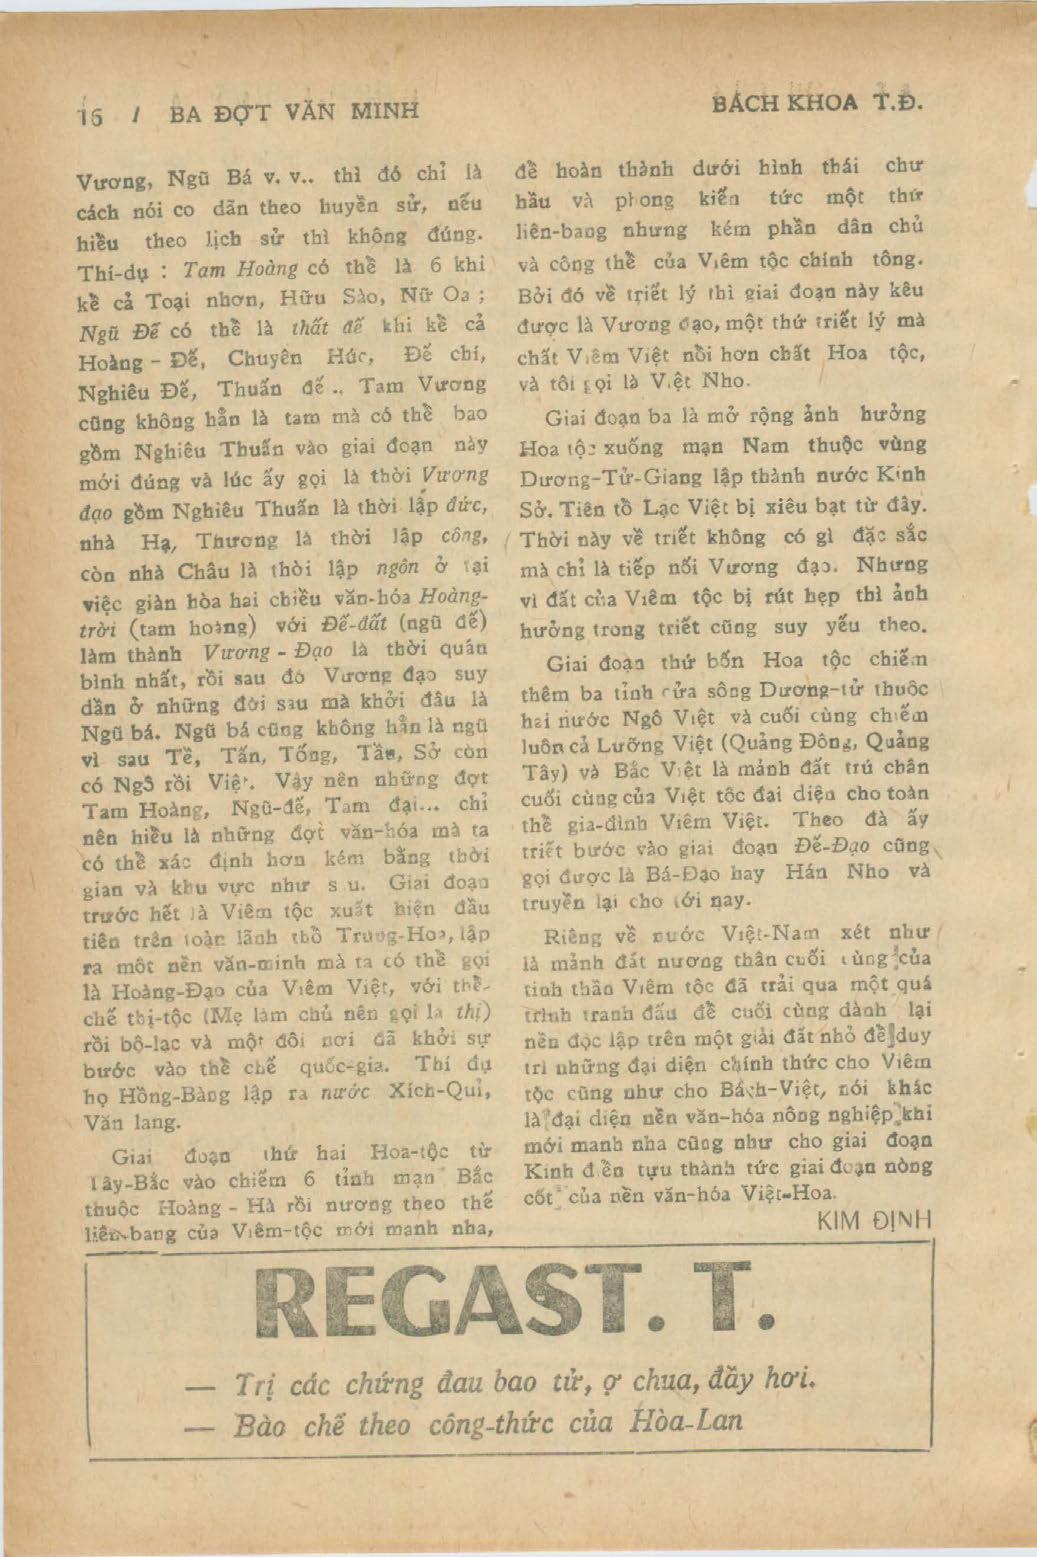 16 / BA ĐỢT VĂN MINH
BÁCH KHOA T.Đ.
Vương, Ngũ Bá v. v.. thì đó chỉ là
cách nói co dãn theo huyền sử, nếu
hiểu theo lịch sử thì không đúng.
Thí-dụ : Tam Hoàng có thể là 6 khi
kể cả Toại nhơn, Hữu Sào, Nữ Oa ;
Ngũ Đế có thể là thất đế khi kể cả
Hoàng - Đế, Chuyên Húc, Đế chí,
Nghiêu Đế, Thuấn đế .. Tam Vương
cũng không hẳn là tam mà có thể bao
gồm Nghiêu Thuấn vào giai đoạn này
mới đúng và lúc ấy gọi là thời Vương
đạo gồm Nghiêu Thuấn là thời lập đức,
nhà Hạ, Thương là thời lập công,
còn nhà Châu là thời lập ngôn ở tại
việc giàn hòa hai chiều văn-hóa Hoàng-
trời (tam hoàng) với Đế-đất (ngũ đế)
làm thành Vương - Đạo là thời quán
bình nhất, rồi sau đó Vương đạo suy
dần ở những đời sau mà khởi đâu là
Ngũ bá. Ngũ bá cũng không hẳn là ngũ
vì sau Tề, Tấn, Tống, Tần, Sở còn
có Ngô rồi Việt. Vậy nên những đợt
Tam Hoàng, Ngũ-đế, Tam đại... chỉ
nên hiểu là những đợt văn-hóa mà ta
có thể xác định hơn kém bằng thời
gian và khu vực như sau. Giai đoạn
trước hết là Viêm tộc xuất hiện đầu
tiên trên toàn lãnh thổ Trung-Hoa, lập
ra một nền văn-minh mà ta có thể gọi
là Hoàng-Đạo của Viêm Việt, với thể-
chế thị-tộc (Mẹ làm chủ nên gọi là thị)
rồi bộ-lạc và một đôi nơi đã khởi sự
bước vào thể chế quốc-gia. Thí dụ
họ Hồng-Bàng lập ra nước Xích-Quỉ,
Văn lang.
Giai đoạn thứ hai Hoa-tộc từ
Tây-Bắc vào chiếm 6 tỉnh mạn Bắc
thuộc Hoàng - Hà rồi nương theo thể
liên-bang của Viêm-tộc mới manh nha,
để hoàn thành dưới hình thái chư
hầu và phong kiến tức một thứ
liên-bang nhưng kém phần dân chủ
và công thể của Viêm tộc chính tông.
Bởi đó về triết lý thì giai đoạn này kêu
được là Vương đạo, một thứ triết lý mà
chất Viêm Việt nổi hơn chất Hoa tộc,
và tôi gọi là Việt Nho.
Giai đoạn ba là mở rộng ảnh hưởng
Hoa tộc xuống mạn Nam thuộc vùng
Dương-Tử-Giang lập thành nước Kinh
Sở. Tiên tổ Lạc Việt bị xiêu bạt từ đây.
Thời này về triết không có gì đặc sắc
mà chỉ là tiếp nối Vương đạo. Nhưng
vì đất của Viêm tộc bị rút hẹp thì ảnh
hưởng trong triết cũng suy yếu theo.
Giai đoạn thứ bốn Hoa tộc chiếm
thêm ba tỉnh cửa sông Dương-tử thuộc
hai nước Ngô Việt và cuối cùng chiếm
luôn cả Lưỡng Việt (Quảng Đông, Quảng
Tây) và Bắc Việt là mảnh đất trú chân
cuối cùng của Việt tộc đại diện cho toàn
thể gia-đình Viêm Việt. Theo đà ấy
triết bước vào giai đoạn Đế-Đạo cũng
gọi được là Bá-Đạo hay Hán Nho và
truyền lại cho tới nay.
Riêng về nước Việt-Nam xét như
là mảnh đất nương thân cuối cùng của
tinh thần Viêm tộc đã trải qua một quá
trình tranh đấu để cuối cùng dành lại
nền độc lập trên một giải đất nhỏ để duy
trì những đại diện chính thức cho Viêm
tộc cũng như cho Bách-Việt, nói khác
là đại diện nền văn-hóa nông nghiệp khi
mới manh nha cũng như cho giai đoạn
Kinh điển tựu thành tức giai đoạn nòng
cốt của nền văn-hóa Việt-Hoa.
KIM ĐỊNH
REGAST. T.
— Trị các chứng đau bao tử, ợ chua, đầy hơi.
— Bào chế theo công-thức của Hòa-Lan